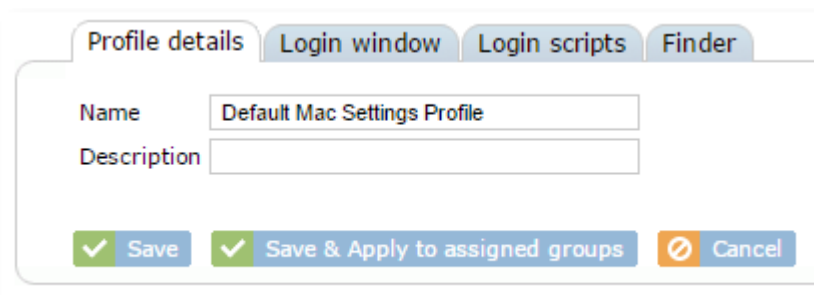 Profile details Login window Login scripts Finder
Name Default Mac Settings Profile
Description
Save Save & Apply to assigned groups Cancel